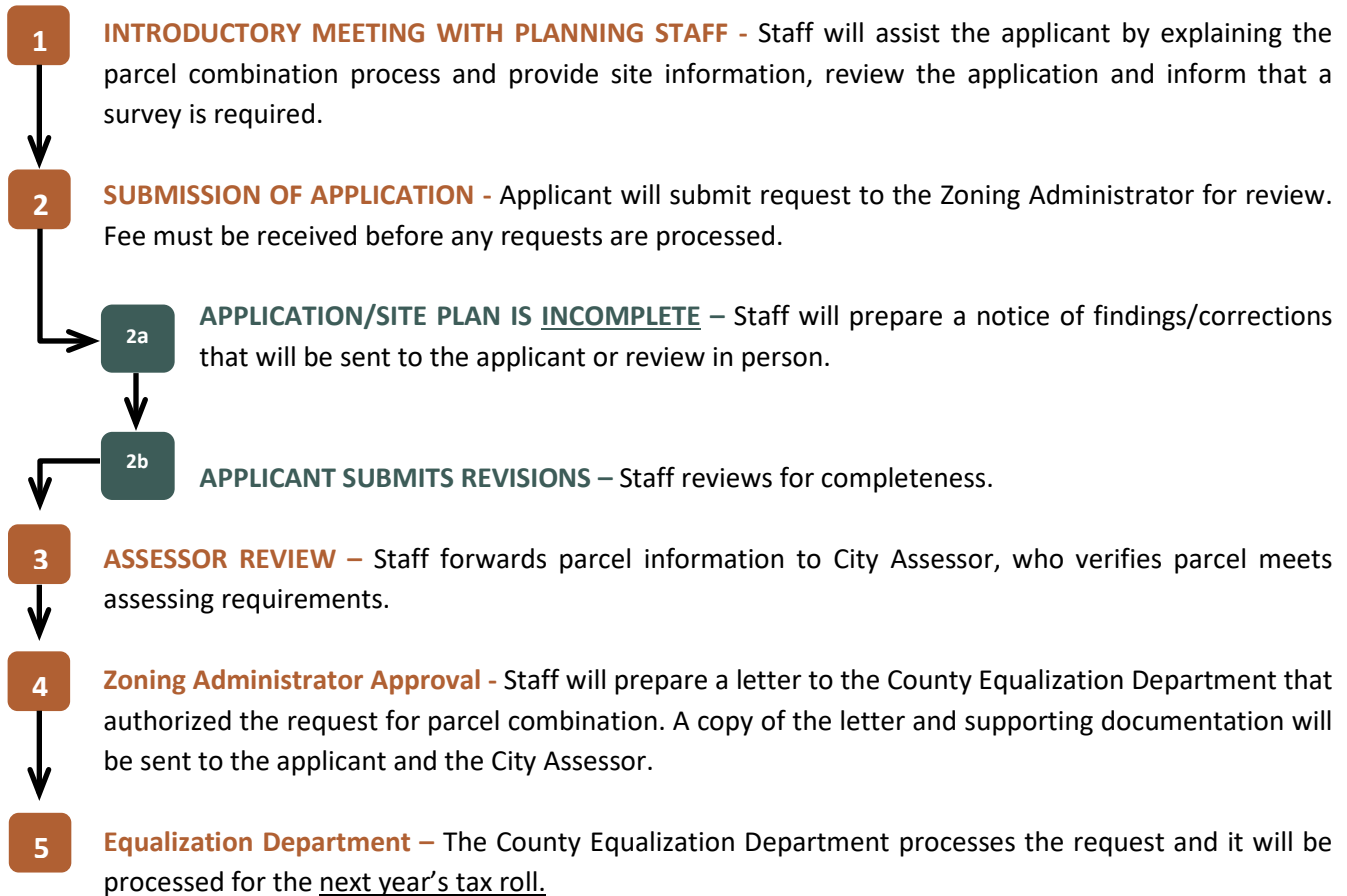 1 INTRODUCTORY MEETING WITH PLANNING STAFF - Staff will assist the applicant by explaining the
parcel combination process and provide site information, review the application and inform that a
survey is required.
2 SUBMISSION OF APPLICATION - Applicant will submit request to the Zoning Administrator for review.
Fee must be received before any requests are processed.
2a APPLICATION/SITE PLAN IS INCOMPLETE – Staff will prepare a notice of findings/corrections
that will be sent to the applicant or review in person.
2b APPLICANT SUBMITS REVISIONS – Staff reviews for completeness.
3 ASSESSOR REVIEW – Staff forwards parcel information to City Assessor, who verifies parcel meets
assessing requirements.
4 Zoning Administrator Approval - Staff will prepare a letter to the County Equalization Department that
authorized the request for parcel combination. A copy of the letter and supporting documentation will
be sent to the applicant and the City Assessor.
5 Equalization Department – The County Equalization Department processes the request and it will be
processed for the next year’s tax roll.